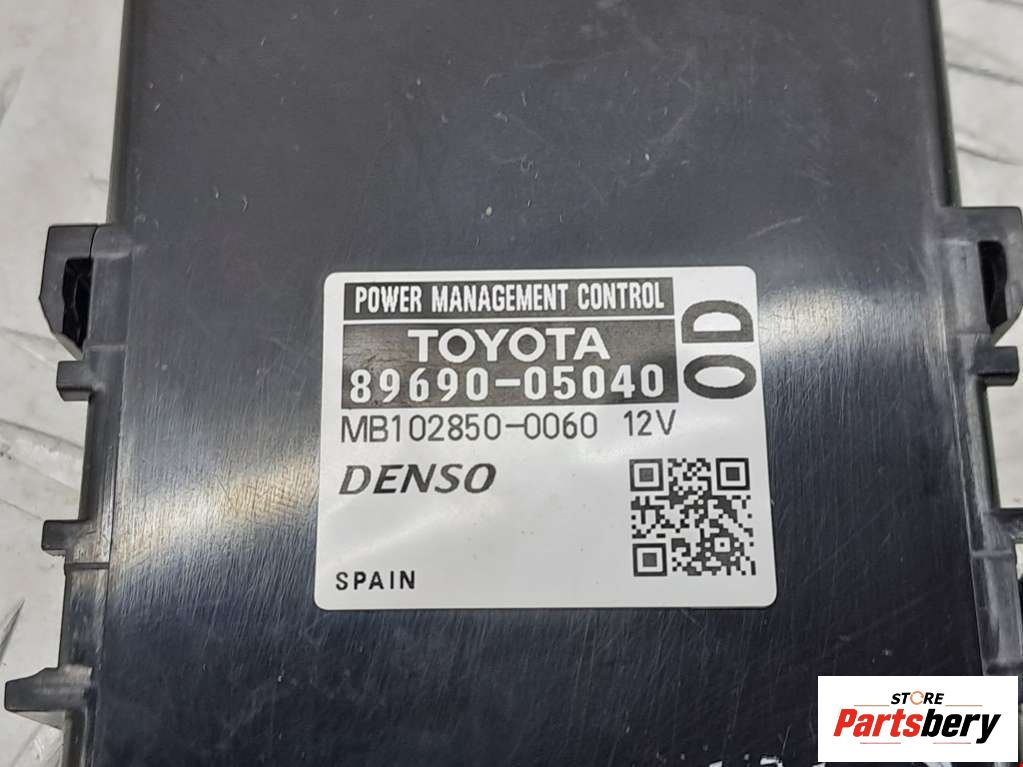 POWER MANAGEMENT CONTROL
TOYOTA
89690-05040
OD
MB102850-0060 12V
DENSO
SPAIN
STORE
Partsbery